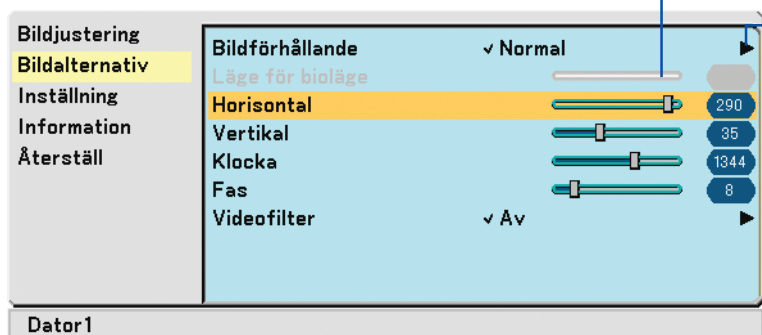 Bildjustering
Bildalternativ
Inställning
Information
Återställ
Bildförhållande ✓ Normal ▶
Läge för bioläge
Horisontal 290
Vertikal 35
Klocka 1344
Fas 8
Videofilter ✓ Av ▶
Dator1